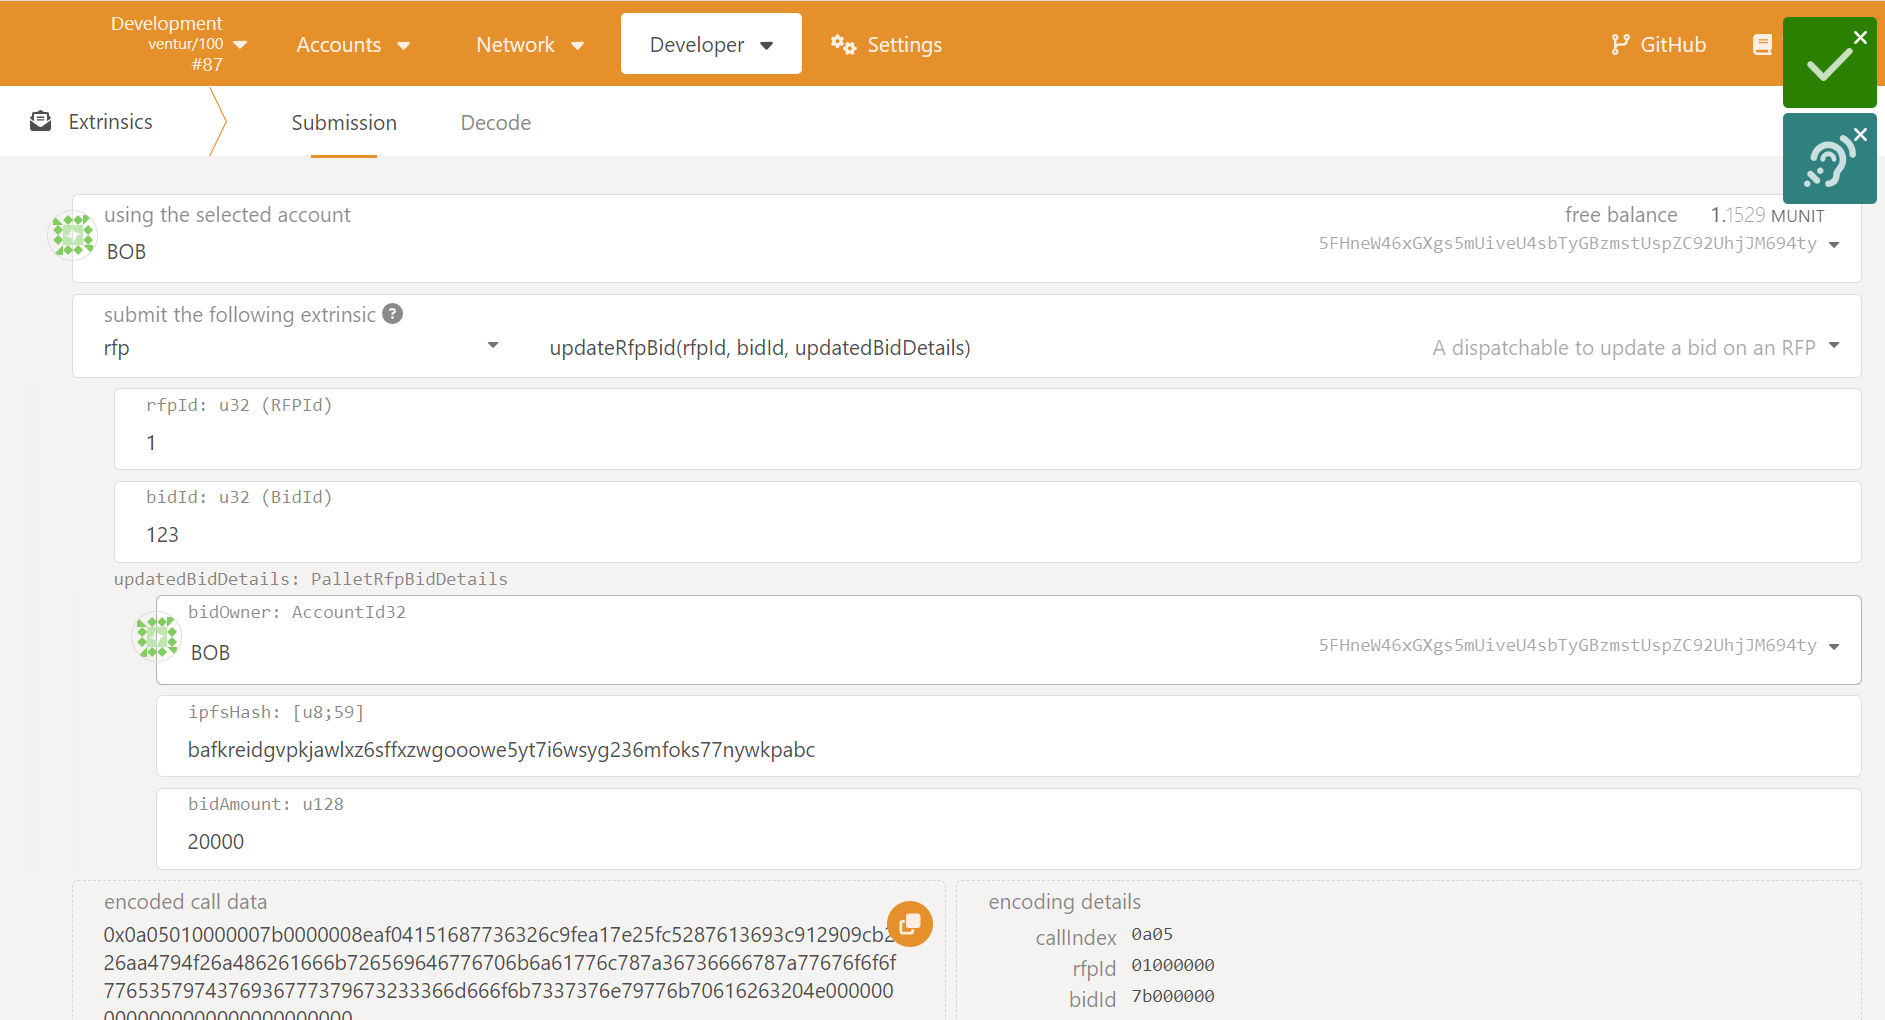 Development
ventur/100
#87
Accounts
Network
Developer
Settings
GitHub
Extrinsics
Submission
Decode
using the selected account
free balance 1.1529 MUNIT
BOB
5FHneW46xGXgs5mUiveU4sbTyGBzmstUspZC92UhjJM694ty
submit the following extrinsic ?
rfp
updateRfpBid(rfpId, bidId, updatedBidDetails)
A dispatchable to update a bid on an RFP
rfpId: u32 (RFPId)
1
bidId: u32 (BidId)
123
updatedBidDetails: PalletRfpBidDetails
bidOwner: AccountId32
BOB
5FHneW46xGXgs5mUiveU4sbTyGBzmstUspZC92UhjJM694ty
ipfsHash: [u8;59]
bafkreidgvpkjawlxz6sffxzwgooowe5yt7i6wsyg236mfoks77nywkpabc
bidAmount: u128
20000
encoded call data
0x0a05010000007b0000008eaf04151687736326c9fea17e25fc5287613693c912909cb2
26aa4794f26a486261666b726569646776706b6a61776c787a36736666787a77676f6f6f
776535797437693677737967323336d666f6b7337376e79776b70616263204e000000
encoding details
callIndex 0a05
rfpId 01000000
bidId 7b000000